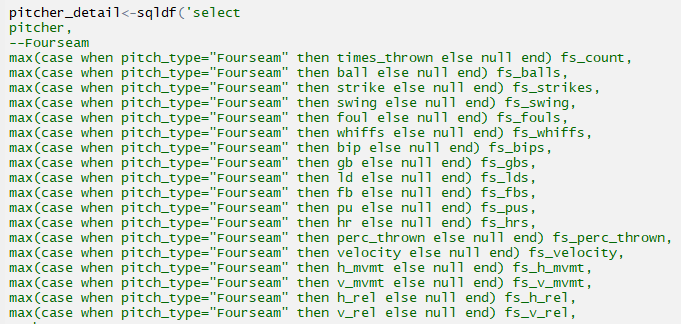 pitcher_detail<-sqldf('select
pitcher,
--Fourseam
max(case when pitch_type="Fourseam" then times_thrown else null end) fs_count,
max(case when pitch_type="Fourseam" then ball else null end) fs_balls,
max(case when pitch_type="Fourseam" then strike else null end) fs_strikes,
max(case when pitch_type="Fourseam" then swing else null end) fs_swing,
max(case when pitch_type="Fourseam" then foul else null end) fs_fouls,
max(case when pitch_type="Fourseam" then whiffs else null end) fs_whiffs,
max(case when pitch_type="Fourseam" then bip else null end) fs_bips,
max(case when pitch_type="Fourseam" then gb else null end) fs_gbs,
max(case when pitch_type="Fourseam" then ld else null end) fs_lds,
max(case when pitch_type="Fourseam" then fb else null end) fs_fbs,
max(case when pitch_type="Fourseam" then pu else null end) fs_pus,
max(case when pitch_type="Fourseam" then hr else null end) fs_hrs,
max(case when pitch_type="Fourseam" then perc_thrown else null end) fs_perc_thrown,
max(case when pitch_type="Fourseam" then velocity else null end) fs_velocity,
max(case when pitch_type="Fourseam" then h_mvmt else null end) fs_h_mvmt,
max(case when pitch_type="Fourseam" then v_mvmt else null end) fs_v_mvmt,
max(case when pitch_type="Fourseam" then h_rel else null end) fs_h_rel,
max(case when pitch_type="Fourseam" then v_rel else null end) fs_v_rel,